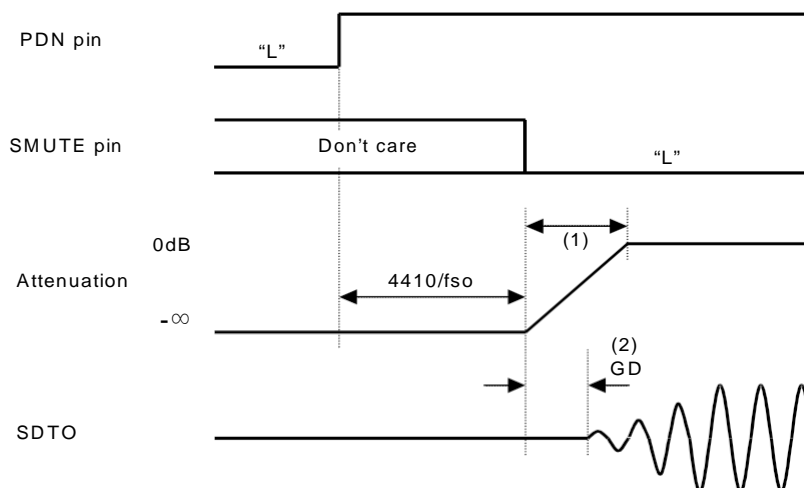 PDN pin
“L”
SMUTE pin
Don’t care
“L”
0dB
(1)
Attenuation
4410/fso
-∞
(2)
GD
SDTO